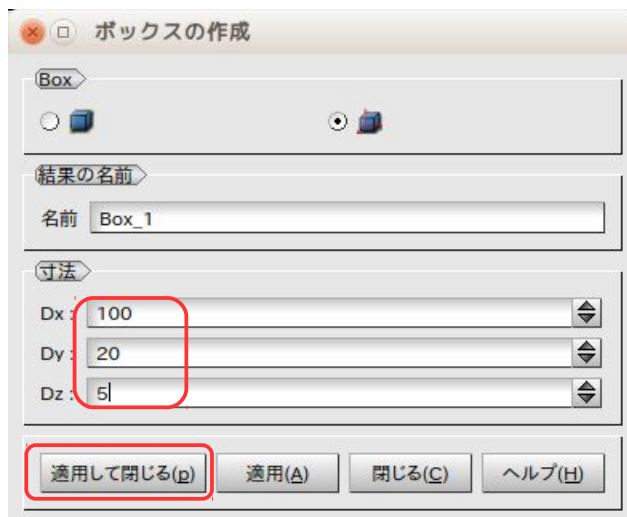 ボックスの作成
Box
結果の名前
名前 Box_1
寸法
Dx : 100
Dy : 20
Dz : 5
適用して閉じる(p) 適用(A) 閉じる(C) ヘルプ(H)